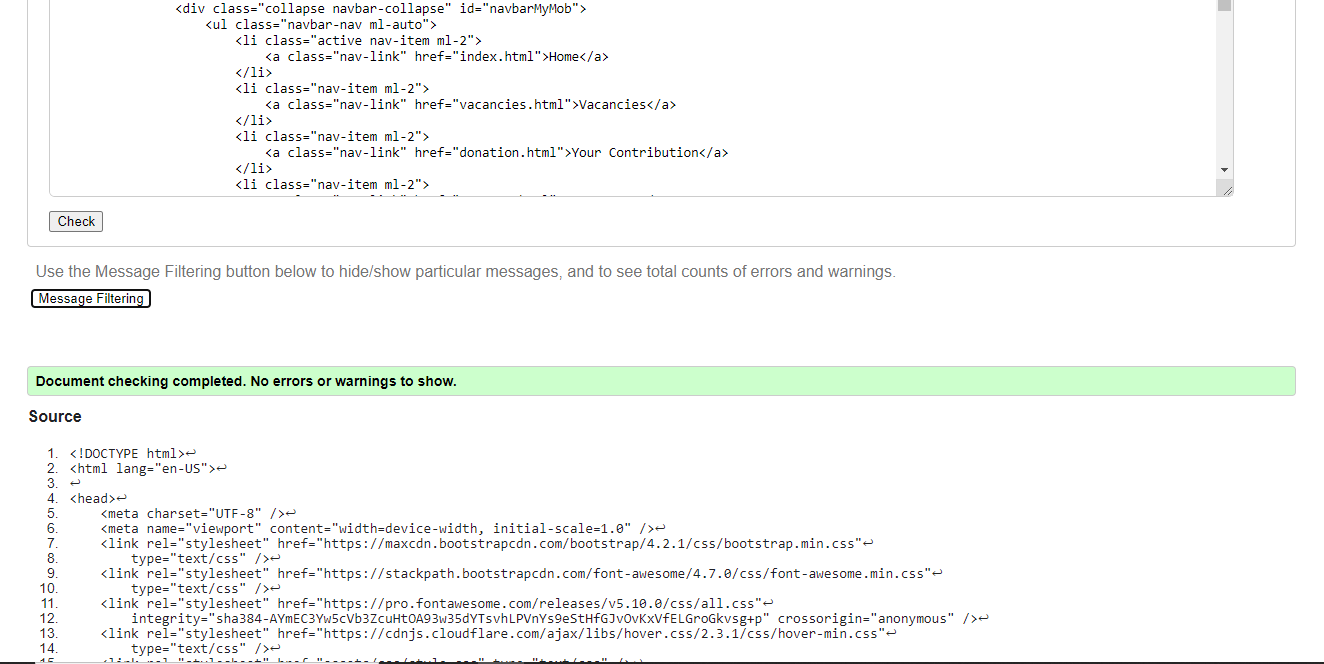 <div class="collapse navbar-collapse" id="navbarMyMob">
<ul class="navbar-nav ml-auto">
<li class="active nav-item ml-2">
<a class="nav-link" href="index.html">Home</a>
</li>
<li class="nav-item ml-2">
<a class="nav-link" href="vacancies.html">Vacancies</a>
</li>
<li class="nav-item ml-2">
<a class="nav-link" href="donation.html">Your Contribution</a>
</li>
<li class="nav-item ml-2">
Check
Use the Message Filtering button below to hide/show particular messages, and to see total counts of errors and warnings.
Message Filtering
Document checking completed. No errors or warnings to show.
Source
1. <!DOCTYPE html>↩
2. <html lang="en-US">↩
3. ↩
4. <head>↩
5. <meta charset="UTF-8" />↩
6. <meta name="viewport" content="width=device-width, initial-scale=1.0" />↩
7. <link rel="stylesheet" href="https://maxcdn.bootstrapcdn.com/bootstrap/4.2.1/css/bootstrap.min.css"↩
8. type="text/css" />↩
9. <link rel="stylesheet" href="https://stackpath.bootstrapcdn.com/font-awesome/4.7.0/css/font-awesome.min.css"↩
10. type="text/css" />↩
11. <link rel="stylesheet" href="https://pro.fontawesome.com/releases/v5.10.0/css/all.css"↩
12. integrity="sha384-AYmEC3Yw5cVb3ZcuHtOA93w35dYTsvhLPVnYs9eStHfGJvOvKxVfELGroGkvsg+p" crossorigin="anonymous" />↩
13. <link rel="stylesheet" href="https://cdnjs.cloudflare.com/ajax/libs/hover.css/2.3.1/css/hover-min.css"↩
14. type="text/css" />↩